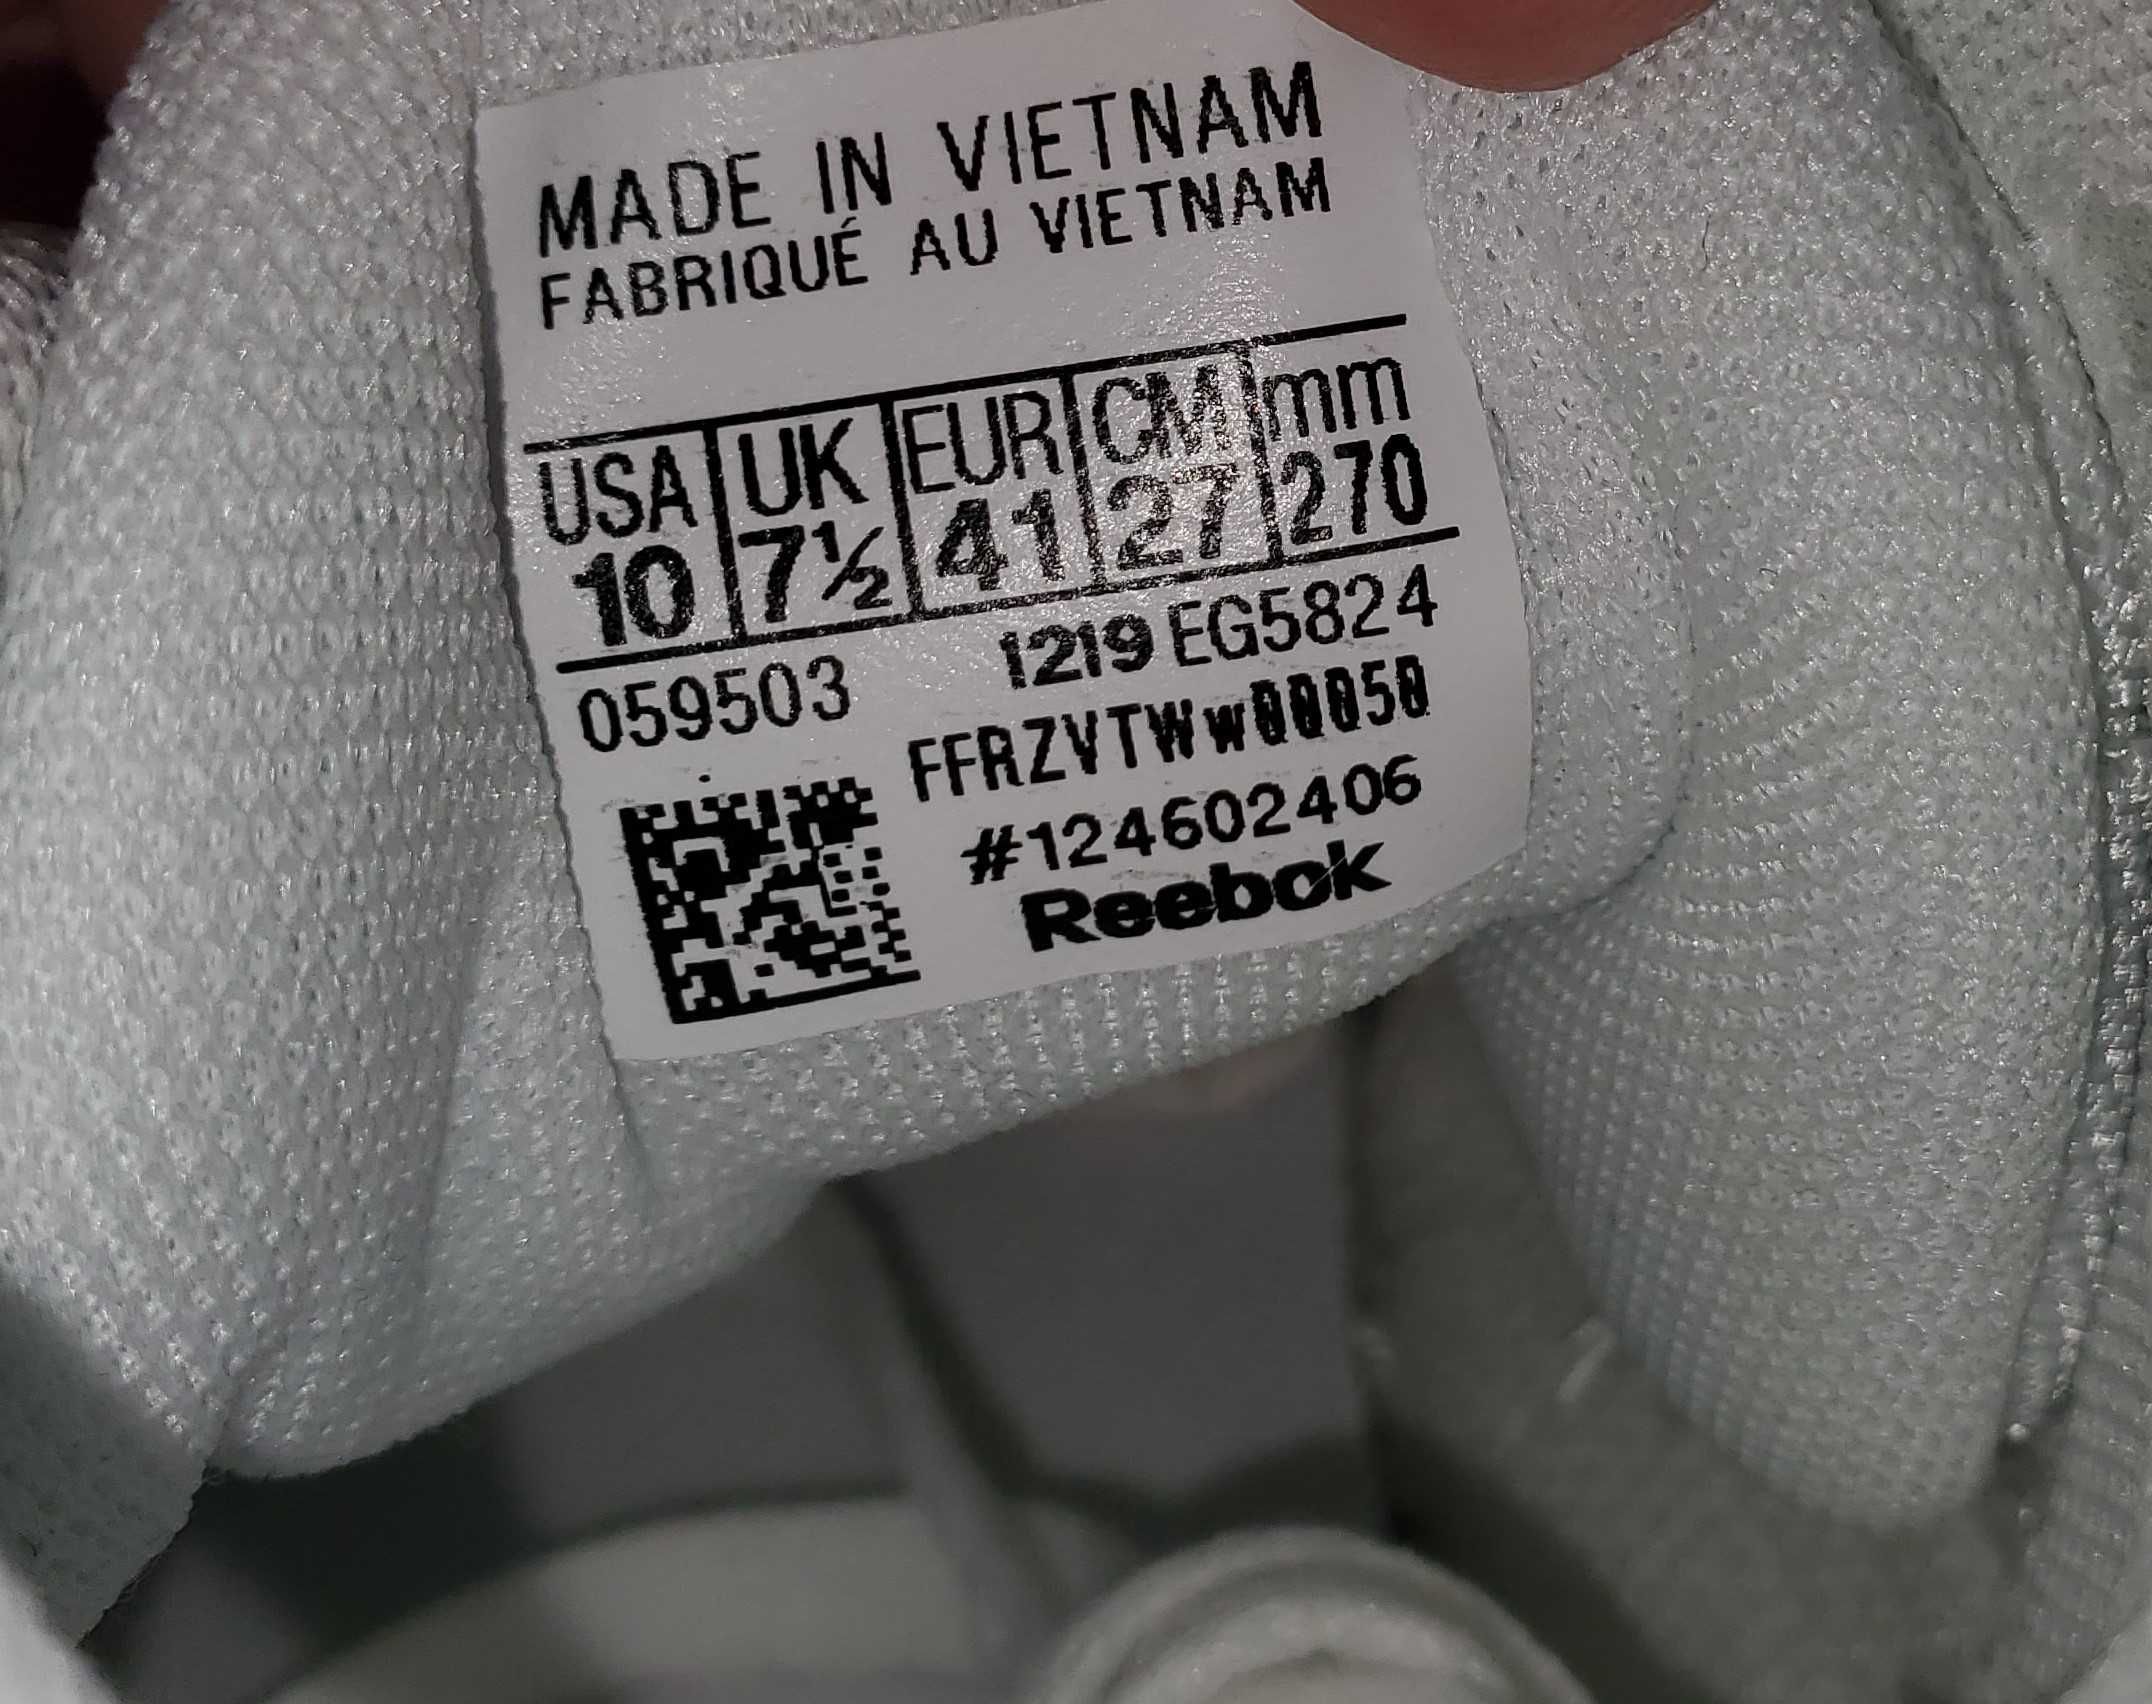 MADE IN VIETNAM
FABRIQUÉ AU VIETNAM
USA UK EUR CM mm
10 7½ 41 27 270
059503 1219 EG5824
FFRZVTWw00050
#124602406
Reebok